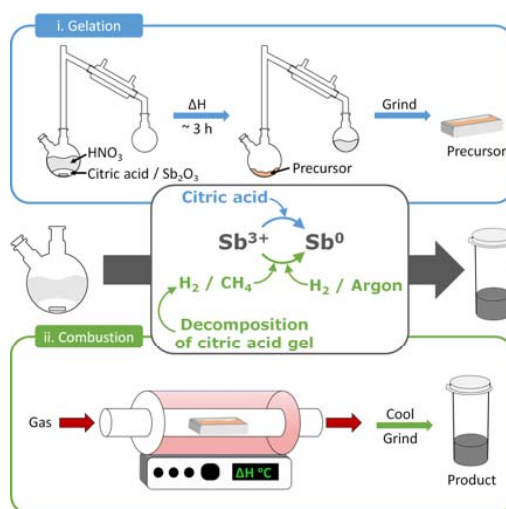 i. Gelation
ΔH
~ 3 h
Grind
HNO₃
Citric acid / Sb₂O₃
Precursor
Precursor
Citric acid
Sb³⁺
Sb⁰
H₂ / CH₄
H₂ / Argon
Decomposition
of citric acid gel
ii. Combustion
Gas
Cool
Grind
ΔH ºC
Product